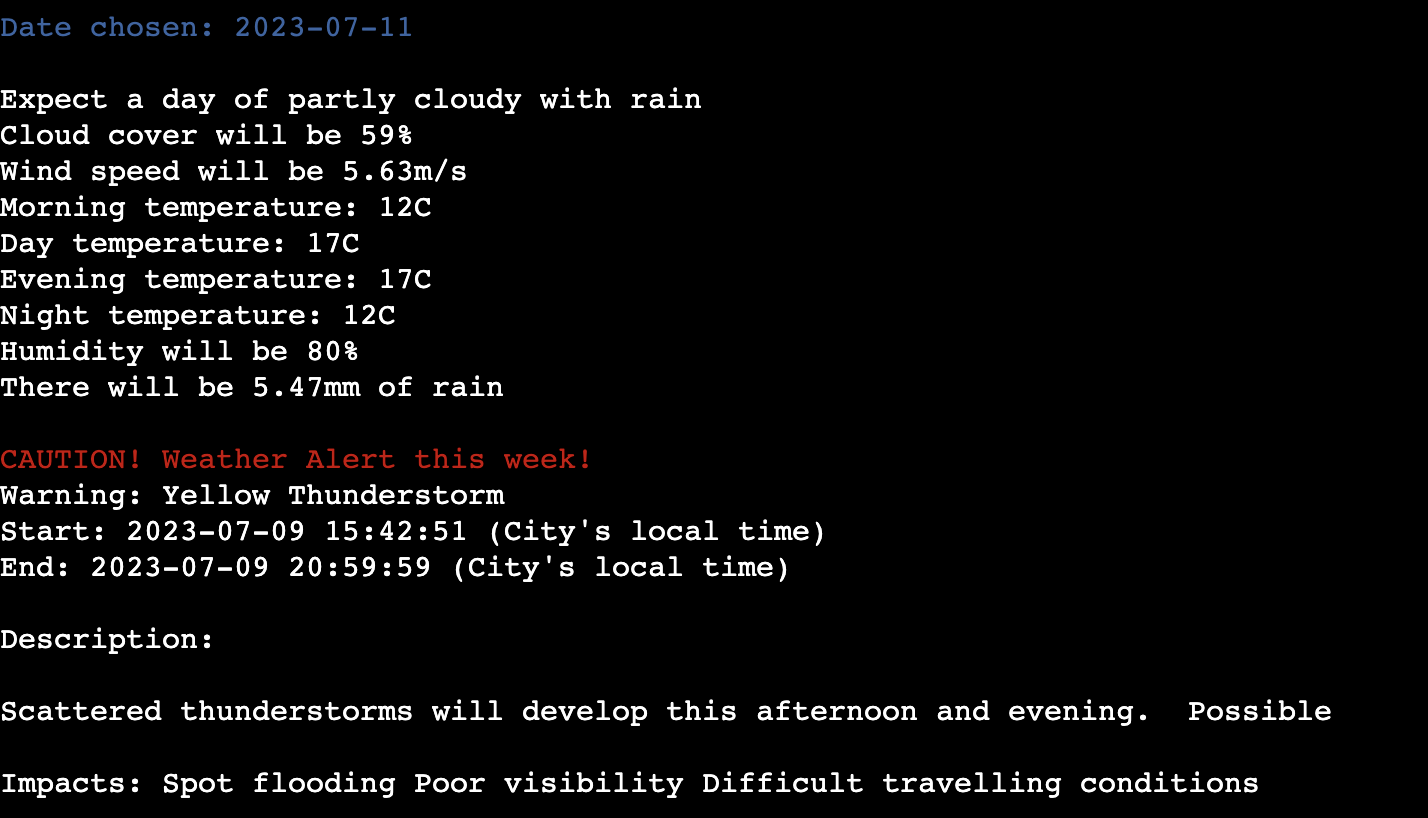 Date chosen: 2023-07-11
Expect a day of partly cloudy with rain
Cloud cover will be 59%
Wind speed will be 5.63m/s
Morning temperature: 12C
Day temperature: 17C
Evening temperature: 17C
Night temperature: 12C
Humidity will be 80%
There will be 5.47mm of rain
CAUTION! Weather Alert this week!
Warning: Yellow Thunderstorm
Start: 2023-07-09 15:42:51 (City's local time)
End: 2023-07-09 20:59:59 (City's local time)
Description:
Scattered thunderstorms will develop this afternoon and evening.  Possible
Impacts: Spot flooding Poor visibility Difficult travelling conditions